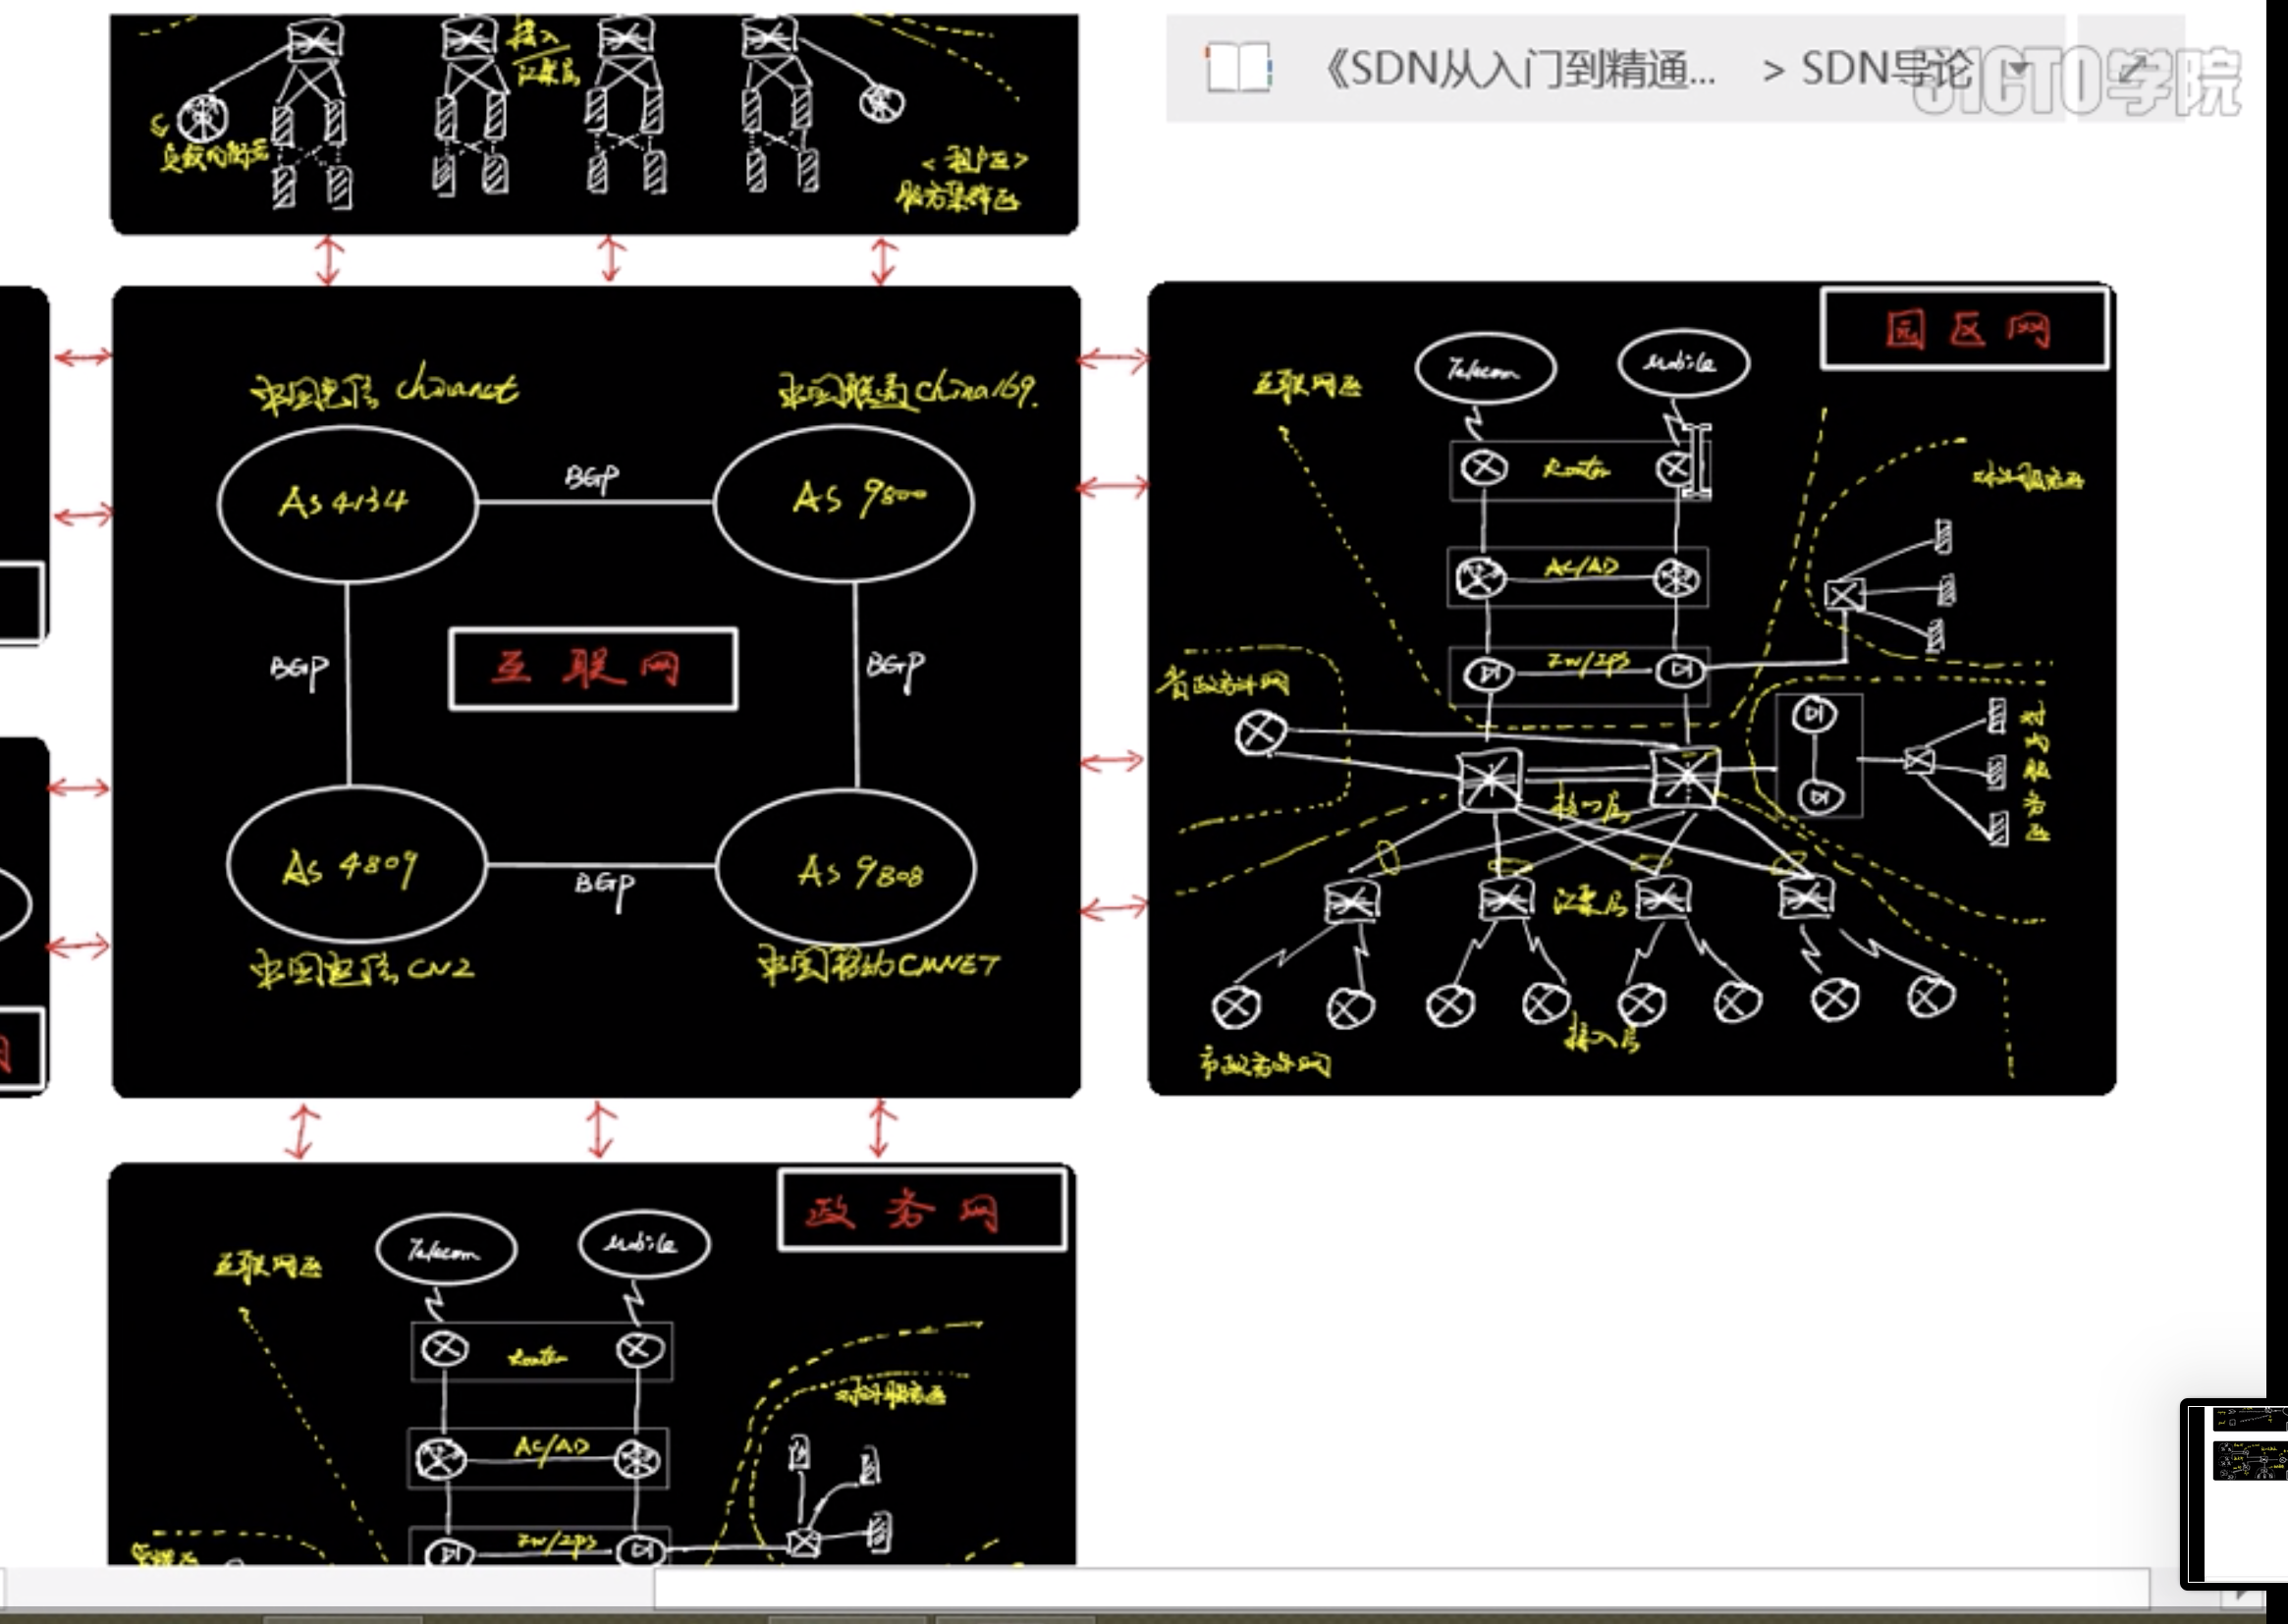 接入
汇聚层
《SDN从入门到精通... > SDN导论
51CTO学院
负载均衡区
<租户区>
服务集群区
中国电信 Chinanet
中国联通 China169.
AS 4134
BGP
AS 9800
BGP
互联网
BGP
AS 4809
BGP
AS 9808
中国电信 CN2
中国移动 CMNET
园区网
互联网区
Telecom
Mobile
Router
对外服务区
AC/AD
FW/IPS
省政务外网
对内服务区
核心层
汇聚层
接入层
市政务外网
网
政务网
互联网区
Telecom
Mobile
Router
对外服务区
AC/AD
FW/IPS